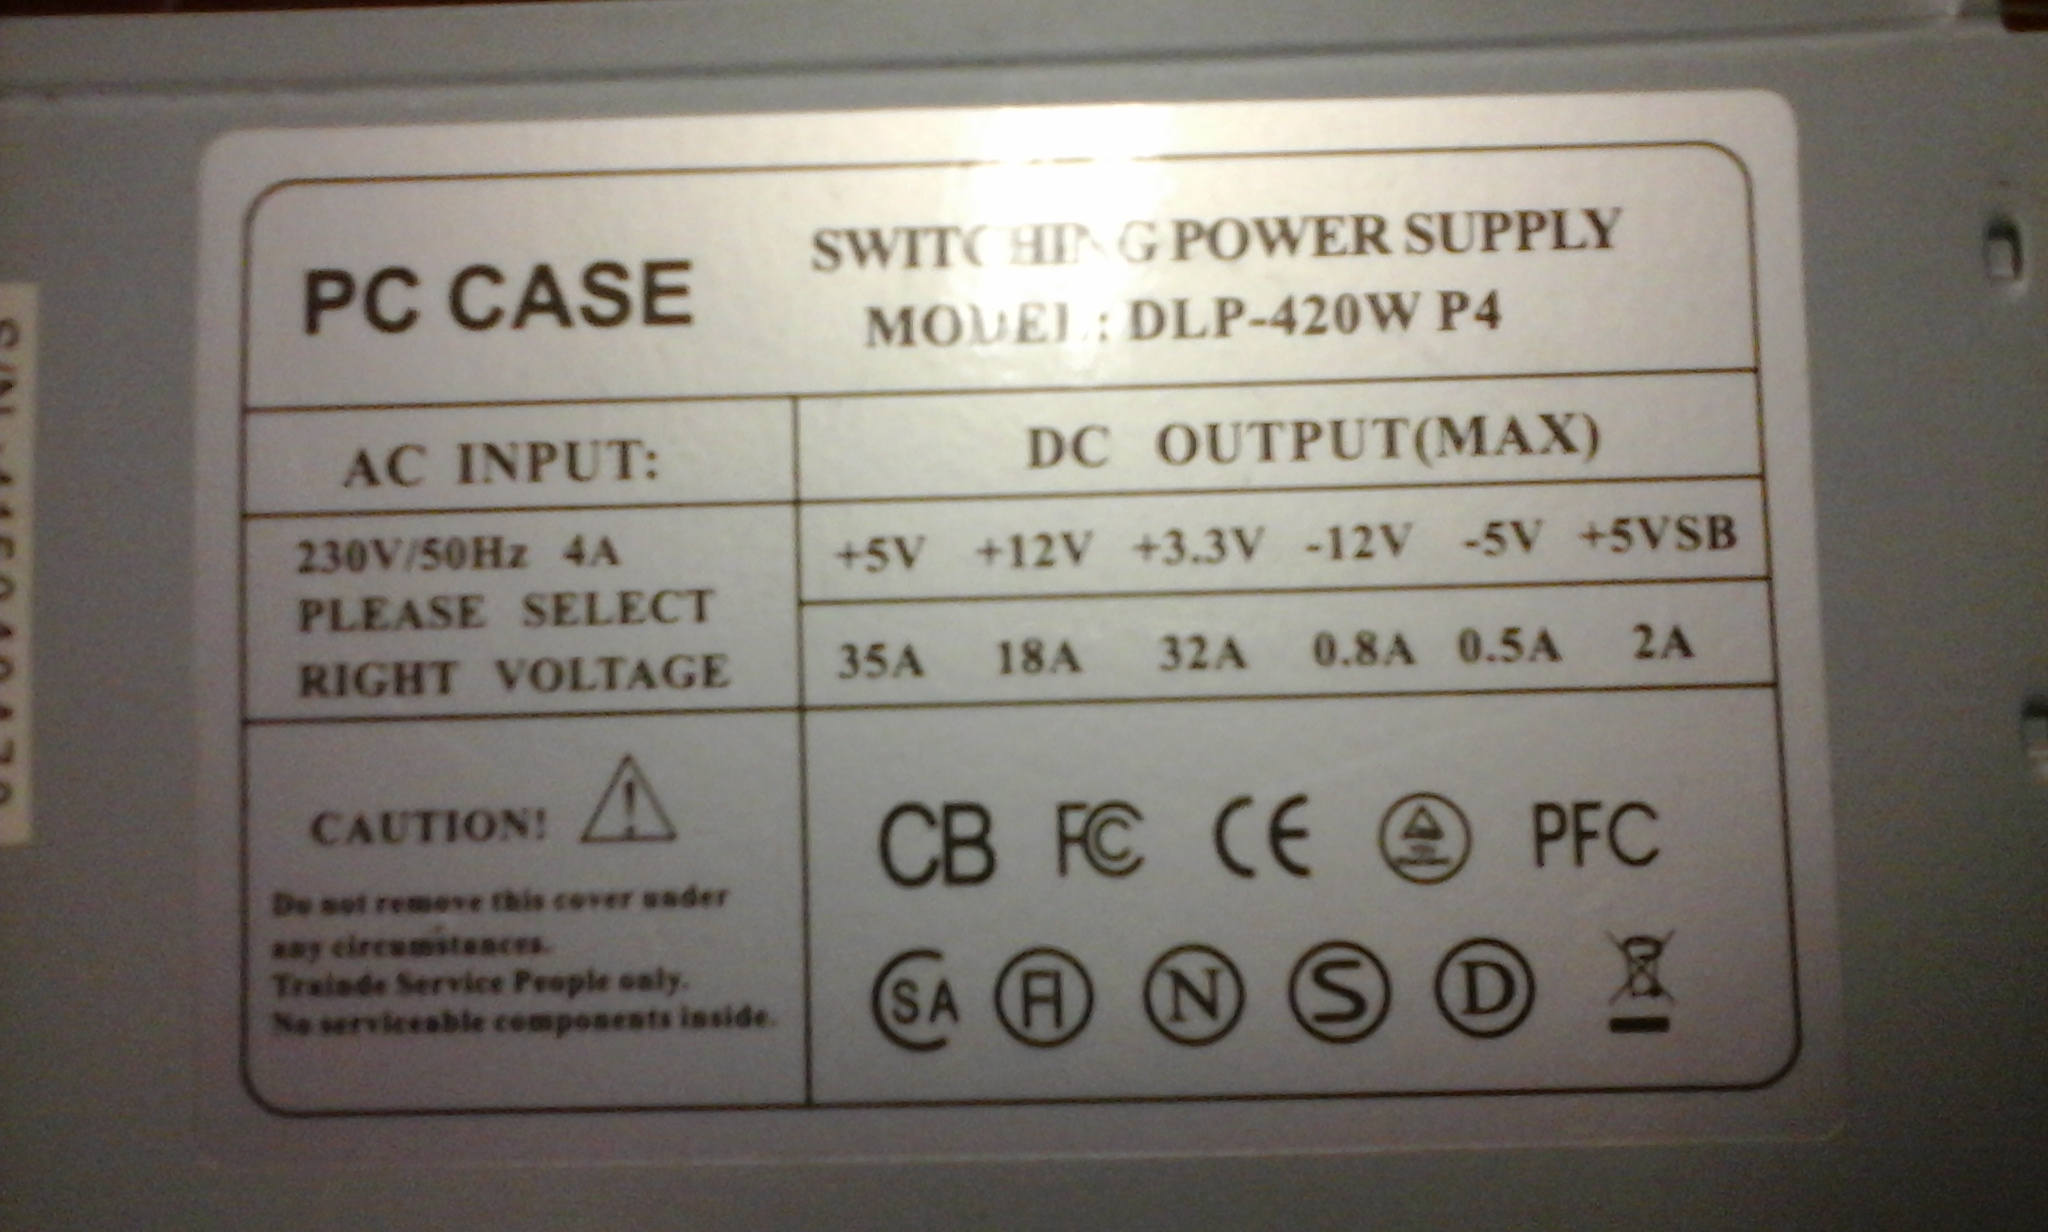 PC CASE
SWITCHING POWER SUPPLY
MODEL: DLP-420W P4
AC INPUT:
230V/50Hz 4A
PLEASE SELECT
RIGHT VOLTAGE
DC OUTPUT(MAX)
+5V +12V +3.3V -12V -5V +5VSB
35A 18A 32A 0.8A 0.5A 2A
CAUTION!
Do not remove this cover under
any circumstances.
Trainde Service People only.
No serviceable components inside.
CB FC CE PFC
SA N S D
S/N